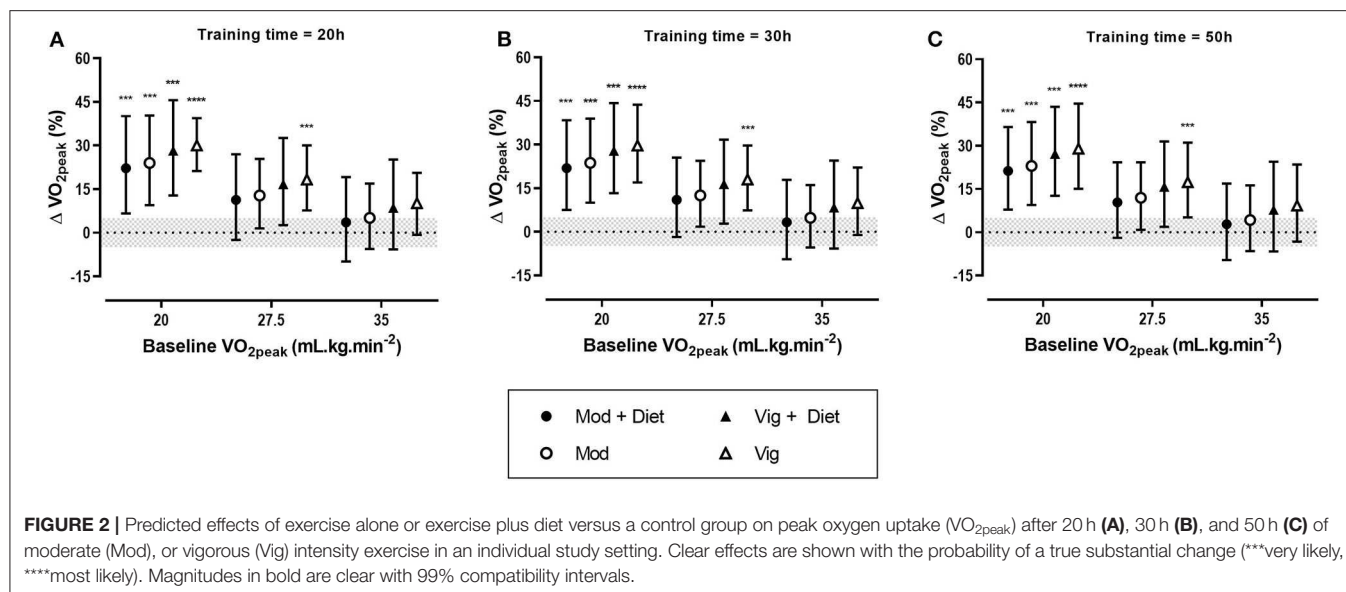 A
Training time = 20h
60
45
30
15
0
-15
Δ VO2peak (%)
*** *** *** ****
***
20 27.5 35
Baseline VO2peak (mL.kg.min-2)
B
Training time = 30h
60
45
30
15
0
-15
Δ VO2peak (%)
*** *** *** ****
***
20 27.5 35
Baseline VO2peak (mL.kg.min-2)
C
Training time = 50h
60
45
30
15
0
-15
Δ VO2peak (%)
*** *** *** ****
***
20 27.5 35
Baseline VO2peak (mL.kg.min-2)
Mod + Diet Vig + Diet
Mod Vig
FIGURE 2 | Predicted effects of exercise alone or exercise plus diet versus a control group on peak oxygen uptake (VO2peak) after 20 h (A), 30 h (B), and 50 h (C) of
moderate (Mod), or vigorous (Vig) intensity exercise in an individual study setting. Clear effects are shown with the probability of a true substantial change (***very likely,
****most likely). Magnitudes in bold are clear with 99% compatibility intervals.